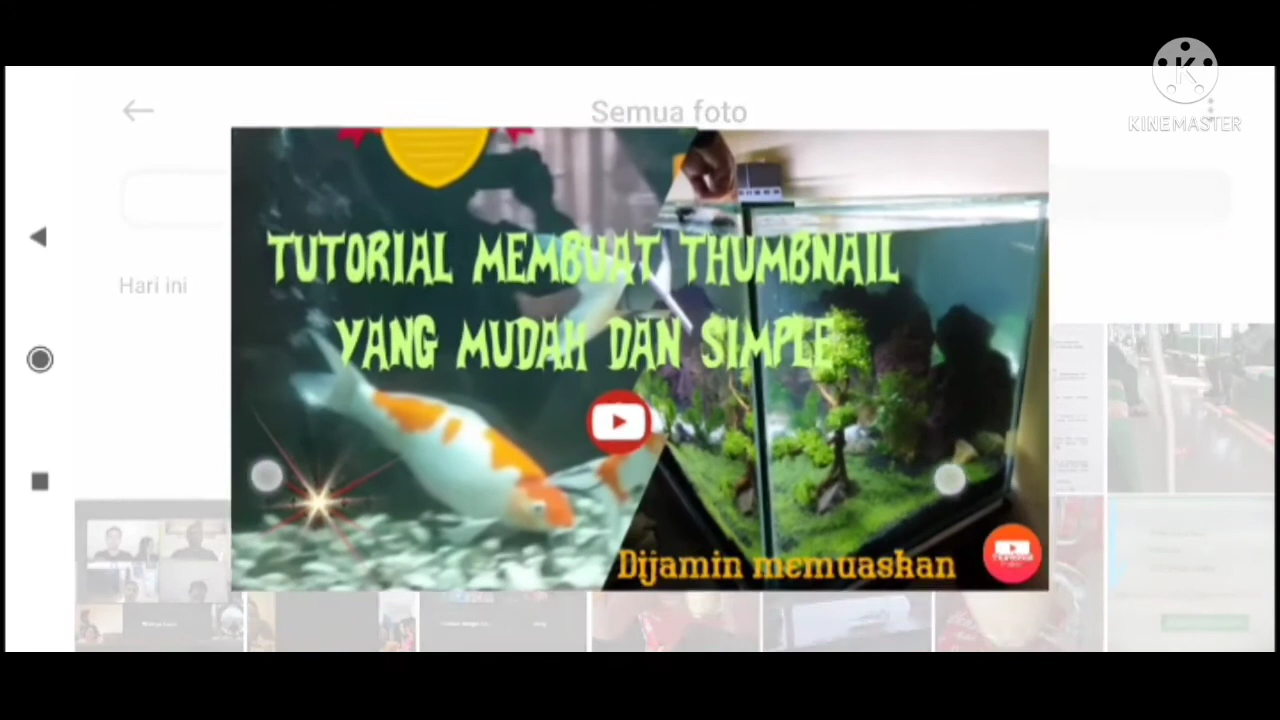 Semua foto
KINEMASTER
Hari ini
TUTORIAL MEMBUAT THUMBNAIL
YANG MUDAH DAN SIMPLE
Dijamin memuaskan